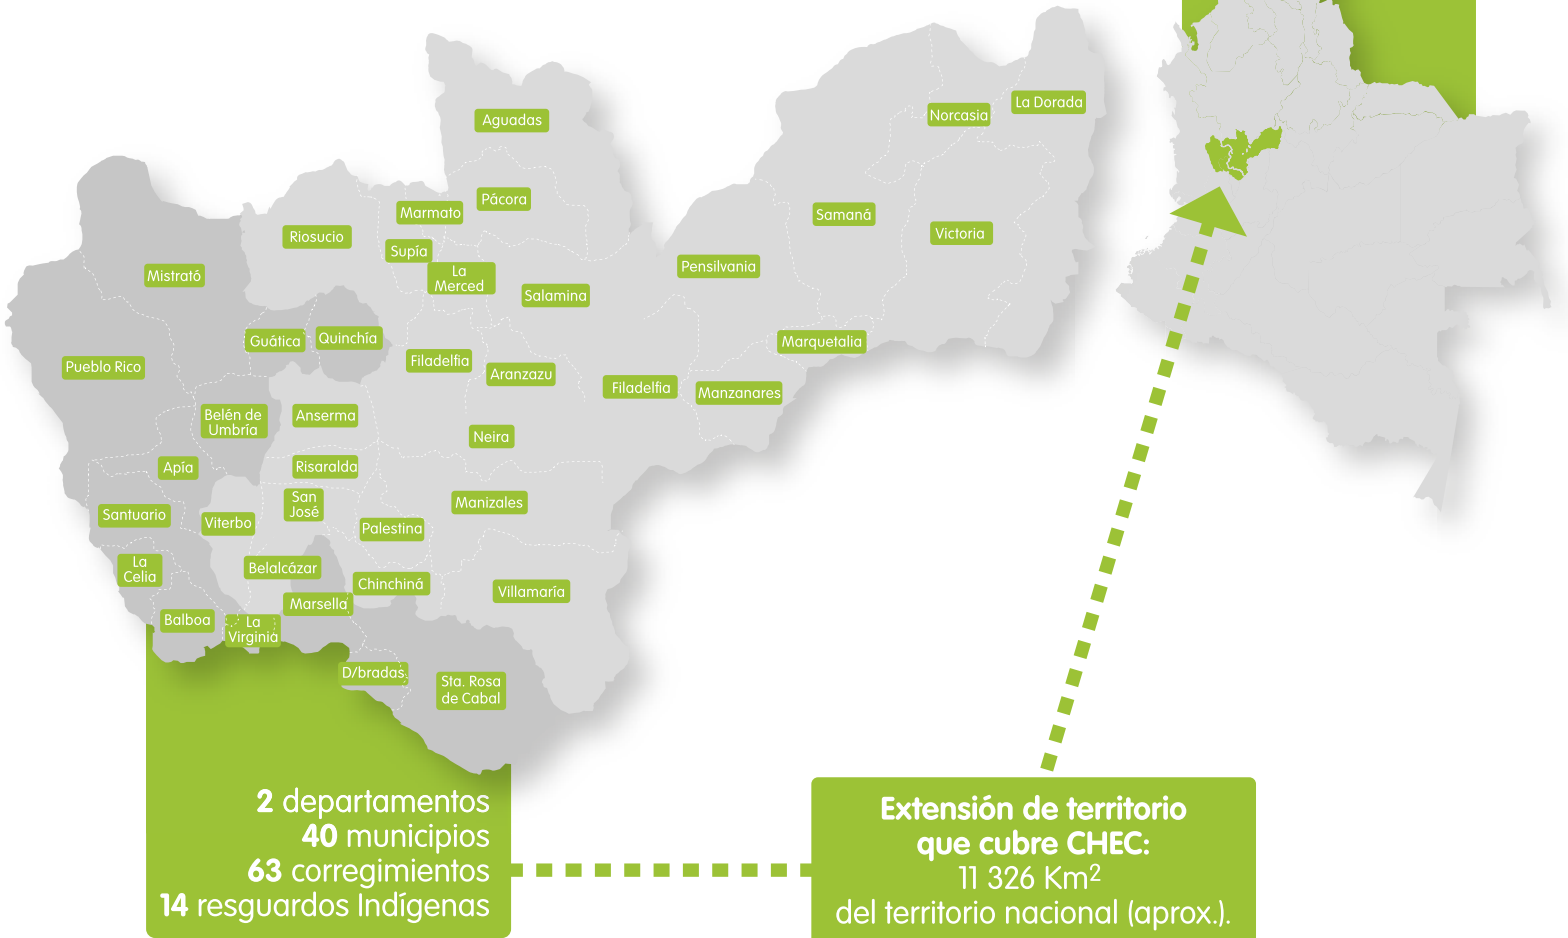 La Dorada
Norcasia
Aguadas
Pácora
Marmato
Samaná
Riosucio
Victoria
Supía
La
Merced
Pensilvania
Mistrató
Salamina
Guática
Quinchía
Marquetalia
Filadelfia
Pueblo Rico
Aranzazu
Filadelfia
Manzanares
Belén de
Umbría
Anserma
Neira
Apía
Risaralda
San
José
Manizales
Santuario
Viterbo
Palestina
La
Celia
Belalcázar
Chinchiná
Villamaría
Marsella
Balboa
La
Virginia
D/bradas.
Sta. Rosa
de Cabal
2 departamentos
40 municipios
63 corregimientos
14 resguardos Indígenas
Extensión de territorio
que cubre CHEC:
11 326 Km²
del territorio nacional (aprox.).